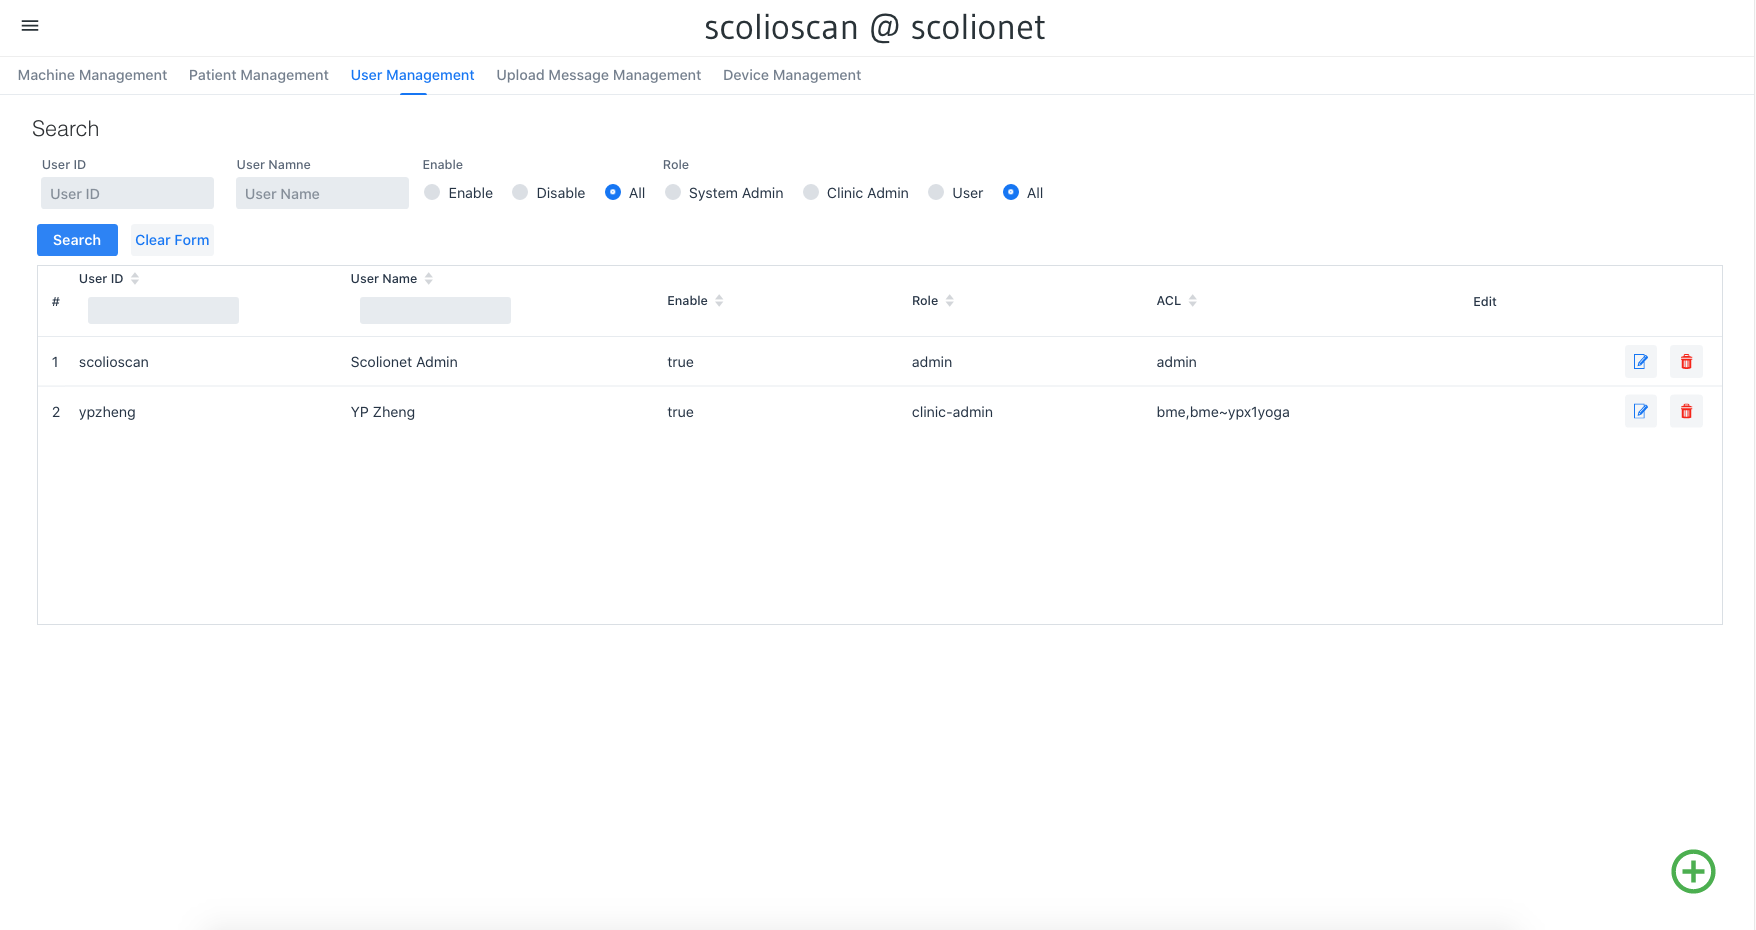 scolioscan @ scolionet
Machine Management Patient Management User Management Upload Message Management Device Management
Search
User ID User Namne Enable Role
User ID User Name Enable Disable All System Admin Clinic Admin User All
Search Clear Form
# User ID User Name Enable Role ACL Edit
1 scolioscan Scolionet Admin true admin admin
2 ypzheng YP Zheng true clinic-admin bme,bme~ypx1yoga